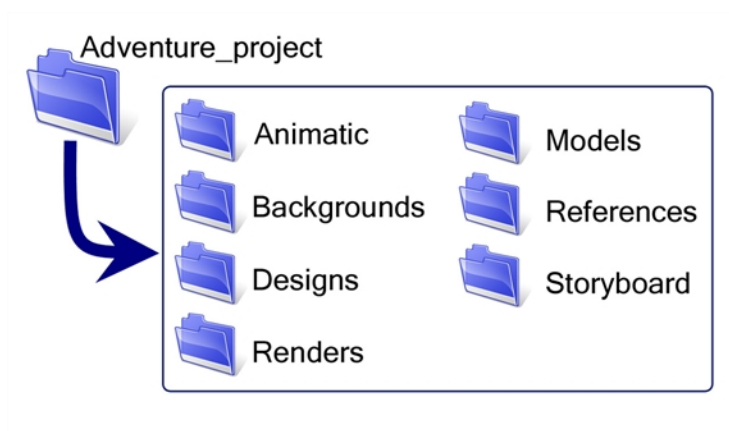 Adventure_project
Animatic
Backgrounds
Designs
Renders
Models
References
Storyboard